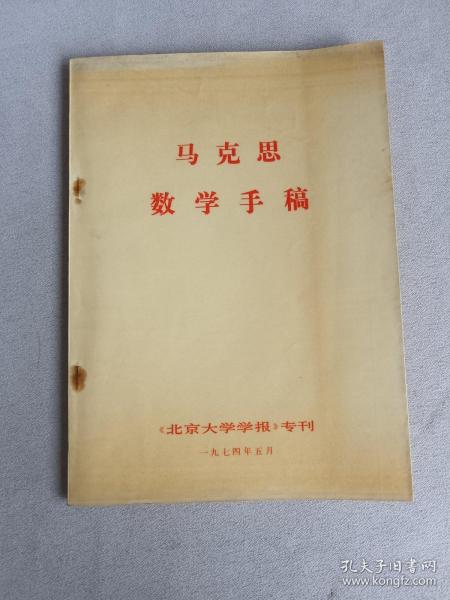 马克思
数学手稿
《北京大学学报》专刊
一九七四年五月
孔夫子旧书网
www.kongfz.com